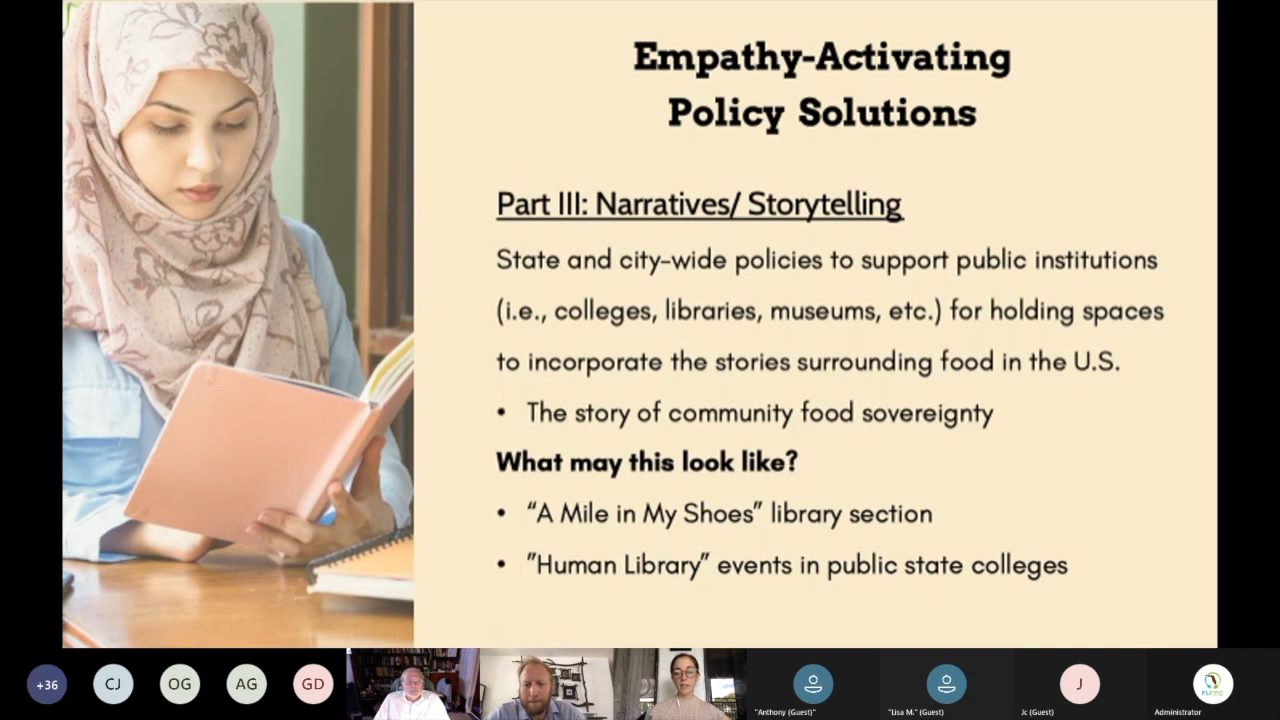 Empathy-Activating
Policy Solutions
Part III: Narratives/ Storytelling
State and city-wide policies to support public institutions
(i.e., colleges, libraries, museums, etc.) for holding spaces
to incorporate the stories surrounding food in the U.S.
• The story of community food sovereignty
What may this look like?
• “A Mile in My Shoes” library section
• ”Human Library” events in public state colleges
+36
CJ
OG
AG
GD
J
"Anthony (Guest)"
"Lisa M." (Guest)
Jc (Guest)
Administrator